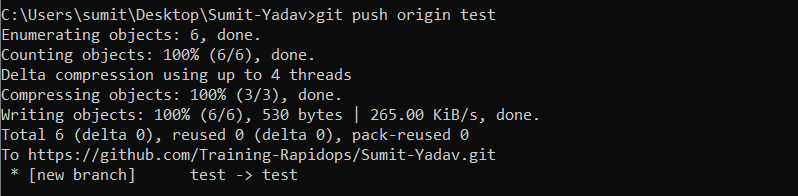 C:\Users\sumit\Desktop\Sumit-Yadav>git push origin test
Enumerating objects: 6, done.
Counting objects: 100% (6/6), done.
Delta compression using up to 4 threads
Compressing objects: 100% (3/3), done.
Writing objects: 100% (6/6), 530 bytes | 265.00 KiB/s, done.
Total 6 (delta 0), reused 0 (delta 0), pack-reused 0
To https://github.com/Training-Rapidops/Sumit-Yadav.git
 * [new branch]      test -> test